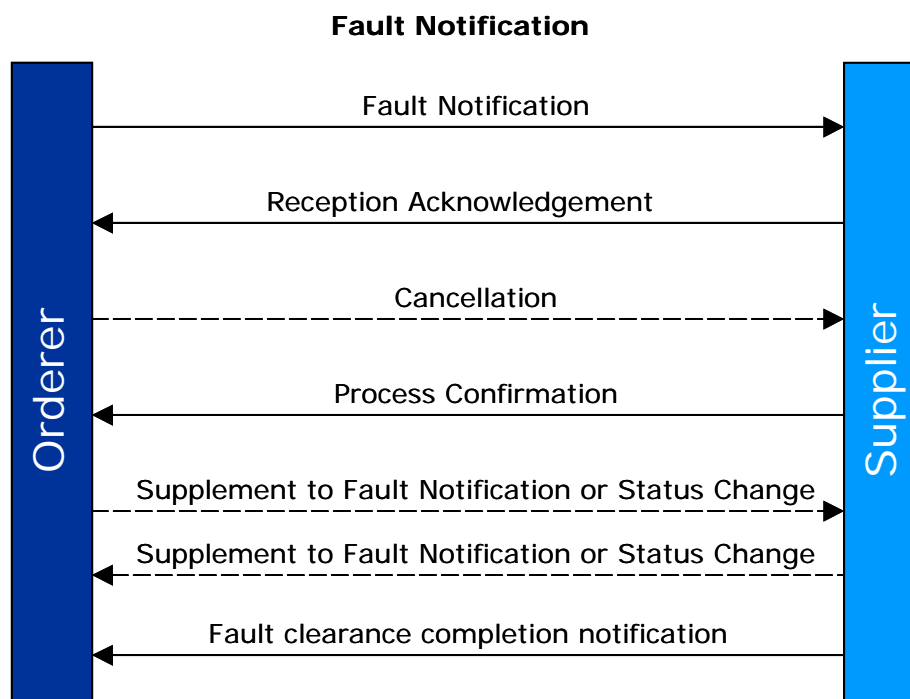 Fault Notification
Fault Notification
Reception Acknowledgement
Cancellation
Process Confirmation
Supplement to Fault Notification or Status Change
Supplement to Fault Notification or Status Change
Fault clearance completion notification
Orderer
Supplier